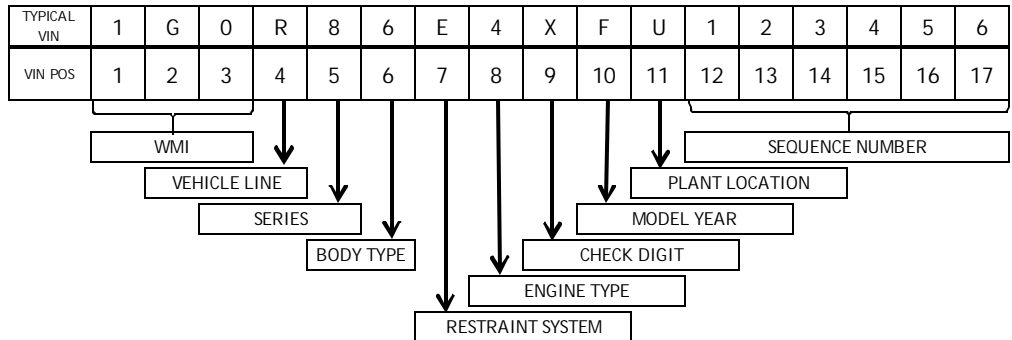 TYPICAL
VIN 1 G 0 R 8 6 E 4 X F U 1 2 3 4 5 6
VIN POS 1 2 3 4 5 6 7 8 9 10 11 12 13 14 15 16 17
WMI SEQUENCE NUMBER
VEHICLE LINE PLANT LOCATION
SERIES MODEL YEAR
BODY TYPE CHECK DIGIT
ENGINE TYPE
RESTRAINT SYSTEM